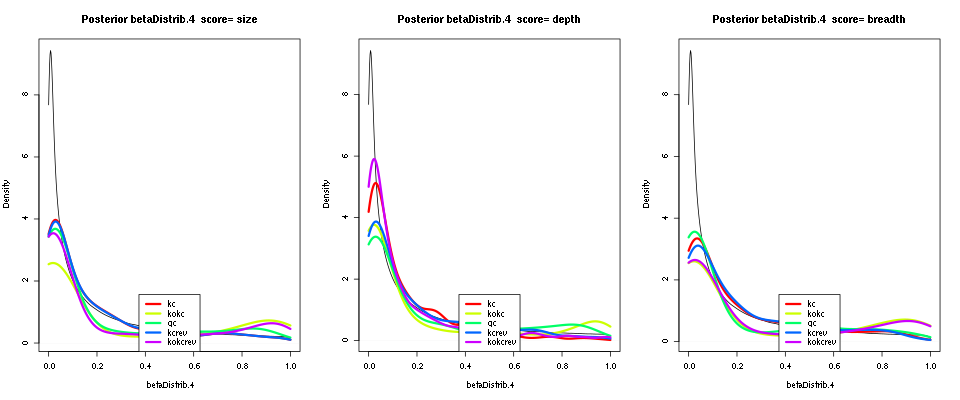 Posterior betaDistrib.4 score= size
Density
8
6
4
2
0
kc
kokc
qc
kcrev
kokcrev
0.0 0.2 0.4 0.6 0.8 1.0
betaDistrib.4
Posterior betaDistrib.4 score= depth
Density
8
6
4
2
0
kc
kokc
qc
kcrev
kokcrev
0.0 0.2 0.4 0.6 0.8 1.0
betaDistrib.4
Posterior betaDistrib.4 score= breadth
Density
8
6
4
2
0
kc
kokc
qc
kcrev
kokcrev
0.0 0.2 0.4 0.6 0.8 1.0
betaDistrib.4